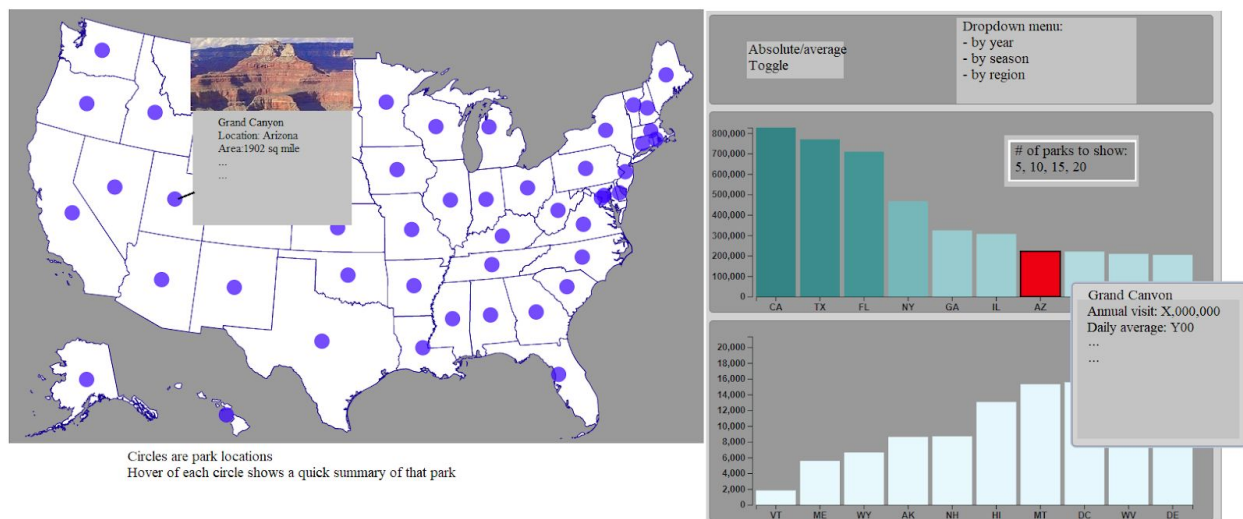 Grand Canyon
Location: Arizona
Area:1902 sq mile
...
...
Circles are park locations
Hover of each circle shows a quick summary of that park
Absolute/average
Toggle
Dropdown menu:
- by year
- by season
- by region
# of parks to show:
5, 10, 15, 20
800,000
700,000
600,000
500,000
400,000
300,000
200,000
100,000
0
CA TX FL NY GA IL AZ
Grand Canyon
Annual visit: X,000,000
Daily average: Y00
...
...
20,000
18,000
16,000
14,000
12,000
10,000
8,000
6,000
4,000
2,000
VT ME WY AK NH HI MT DC WV DE